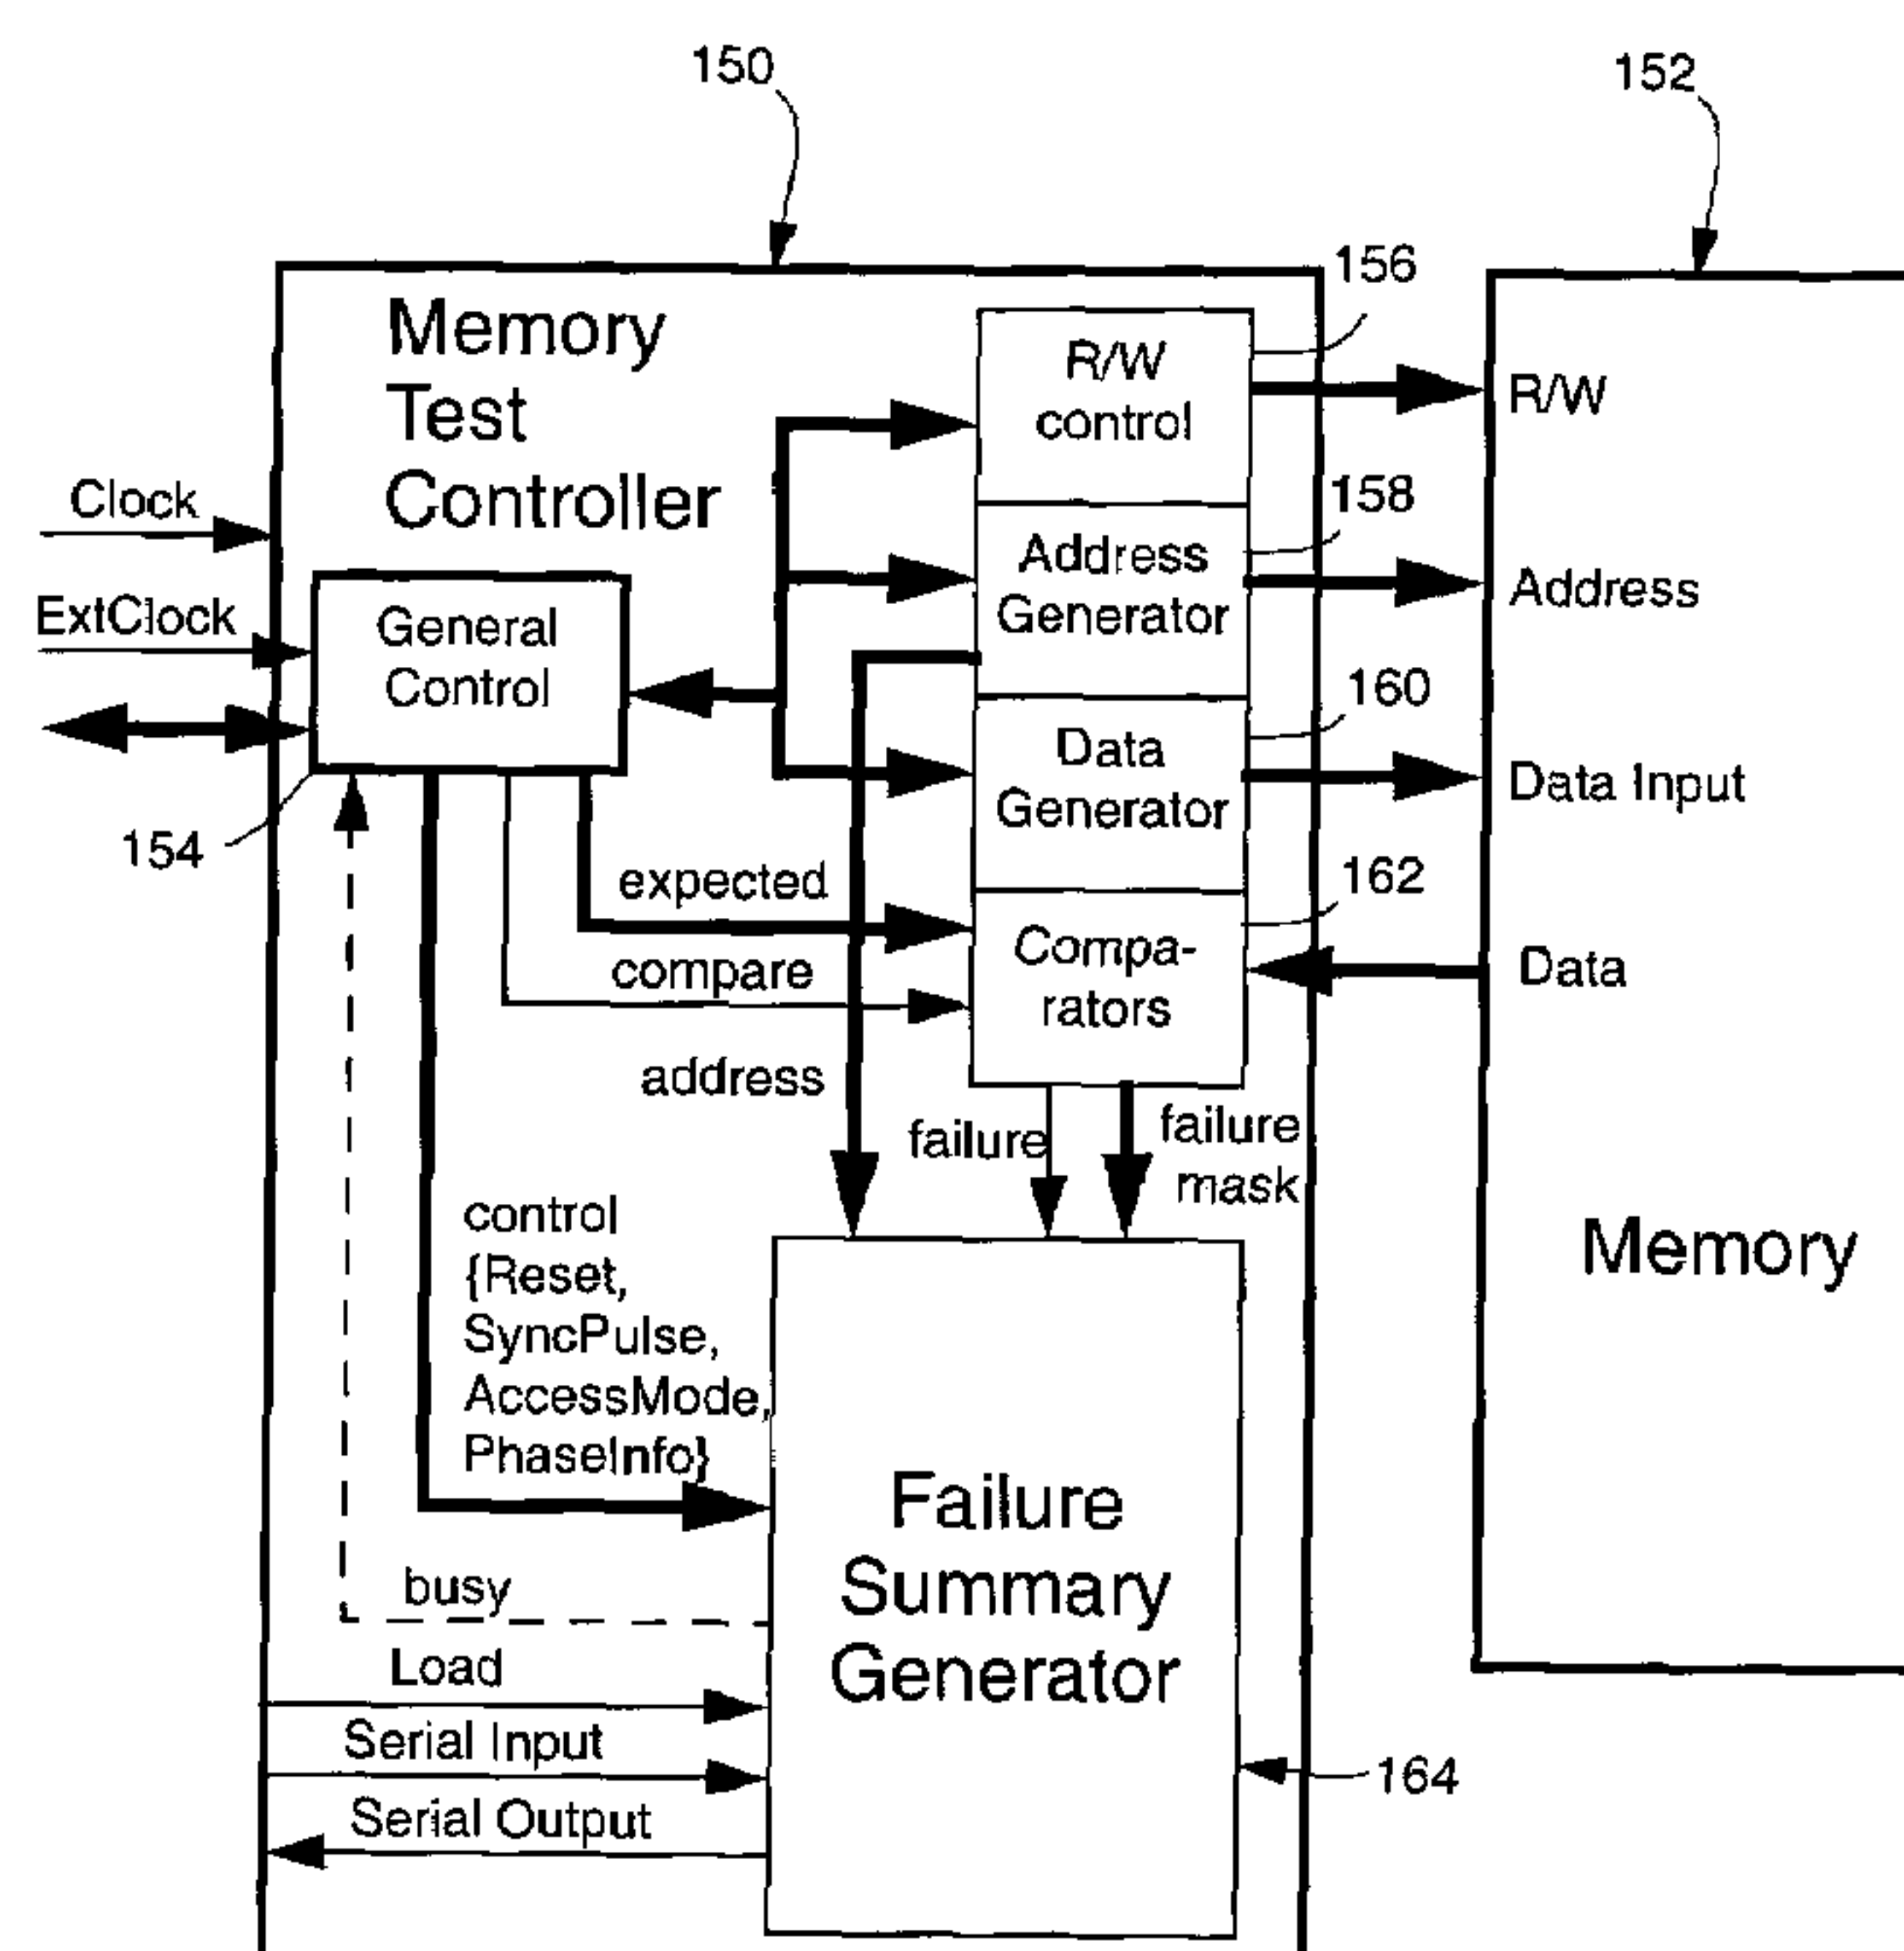 150
152
156
Memory
Test
Controller
R/W
control
R/W
158
Clock
Address
Generator
Address
ExtClock
General
Control
160
Data
Generator
Data Input
154
expected
162
compare
Compa-
rators
Data
address
failure
failure
mask
control
{Reset,
SyncPulse,
AccessMode,
PhaseInfo}
Memory
Failure
Summary
Generator
busy
Load
Serial Input
164
Serial Output